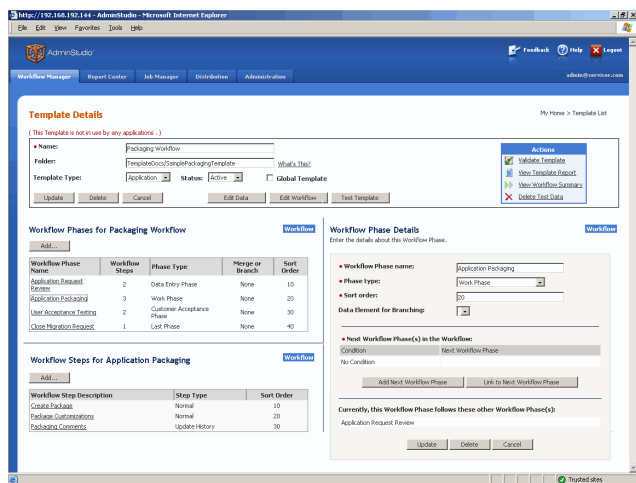 http://192.168.192.144 - AdminStudio - Microsoft Internet Explorer
File Edit View Favorites Tools Help
AdminStudio
Feedback Help Logout
Workflow Manager Report Center Job Manager Distribution Administration
admin@servicer.com
Template Details
My Home > Template List
( This Template is not in use by any applications . )
Name: Packaging Workflow
Folder: TemplateDocs/SamplePackagingTemplate What's This?
Template Type: Application Status: Active Global Template
Update Delete Cancel Edit Data Edit Workflow Test Template
Actions
Validate Template
View Template Report
View Workflow Summary
Delete Test Data
Workflow Phases for Packaging Workflow Workflow
Add...
Workflow Phase Name Workflow Steps Phase Type Merge or Branch Sort Order
Application Request Review 2 Data Entry Phase None 10
Application Packaging 3 Work Phase None 20
User Acceptance Testing 2 Customer Acceptance Phase None 30
Close Migration Request 1 Last Phase None 40
Workflow Steps for Application Packaging Workflow
Add...
Workflow Step Description Step Type Sort Order
Create Package Normal 10
Package Customizations Normal 20
Packaging Comments Update History 30
Workflow Phase Details Workflow
Enter the details about this Workflow Phase.
Workflow Phase name: Application Packaging
Phase type: Work Phase
Sort order: 20
Data Element for Branching:
Next Workflow Phase(s) in the Workflow:
Condition Next Workflow Phase
No Condition
Add Next Workflow Phase Link to Next Workflow Phase
Currently, this Workflow Phase follows these other Workflow Phase(s):
Application Request Review
Update Delete Cancel
Trusted sites